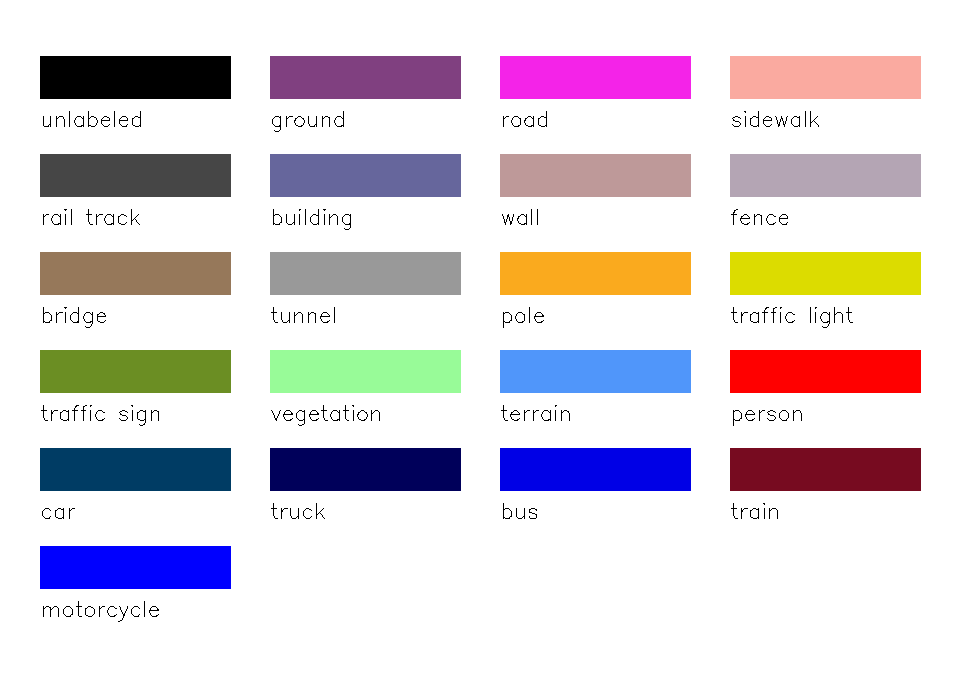 unlabeled
ground
road
sidewalk
rail track
building
wall
fence
bridge
tunnel
pole
traffic light
traffic sign
vegetation
terrain
person
car
truck
bus
train
motorcycle